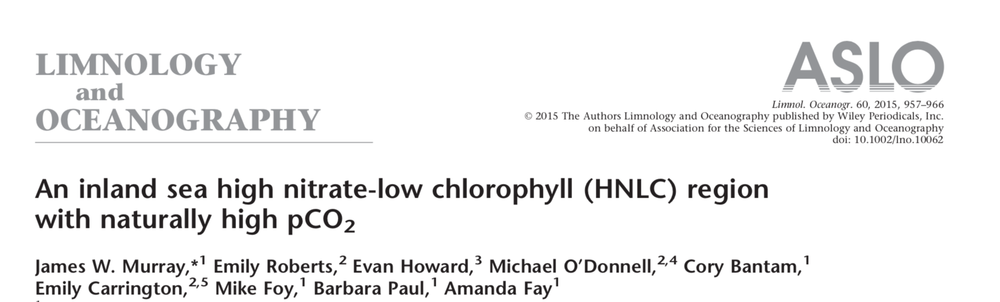 LIMNOLOGY
and
OCEANOGRAPHY
ASLO
Limnol. Oceanogr. 60, 2015, 957–966
© 2015 The Authors Limnology and Oceanography published by Wiley Periodicals, Inc.
on behalf of Association for the Sciences of Limnology and Oceanography
doi: 10.1002/lno.10062
An inland sea high nitrate-low chlorophyll (HNLC) region
with naturally high pCO₂
James W. Murray,*¹ Emily Roberts,² Evan Howard,³ Michael O’Donnell,²,⁴ Cory Bantam,¹
Emily Carrington,²,⁵ Mike Foy,¹ Barbara Paul,¹ Amanda Fay¹